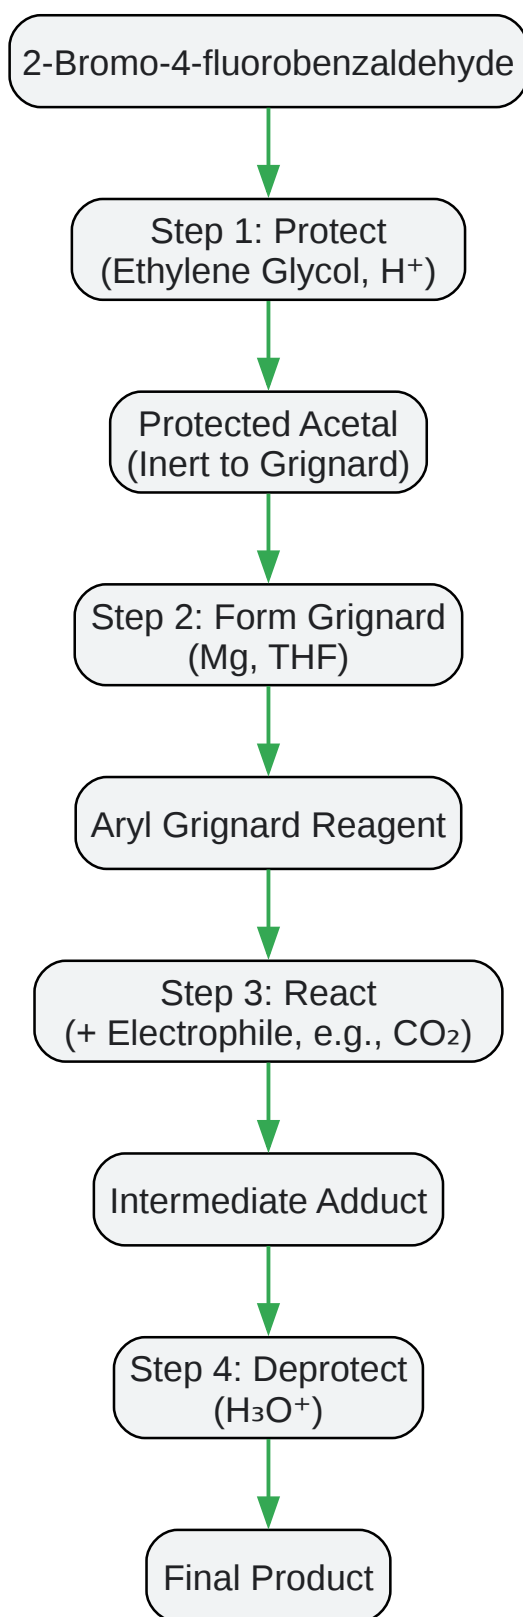 2-Bromo-4-fluorobenzaldehyde
Step 1: Protect
(Ethylene Glycol, H⁺)
Protected Acetal
(Inert to Grignard)
Step 2: Form Grignard
(Mg, THF)
Aryl Grignard Reagent
Step 3: React
(+ Electrophile, e.g., CO₂)
Intermediate Adduct
Step 4: Deprotect
(H₃O⁺)
Final Product